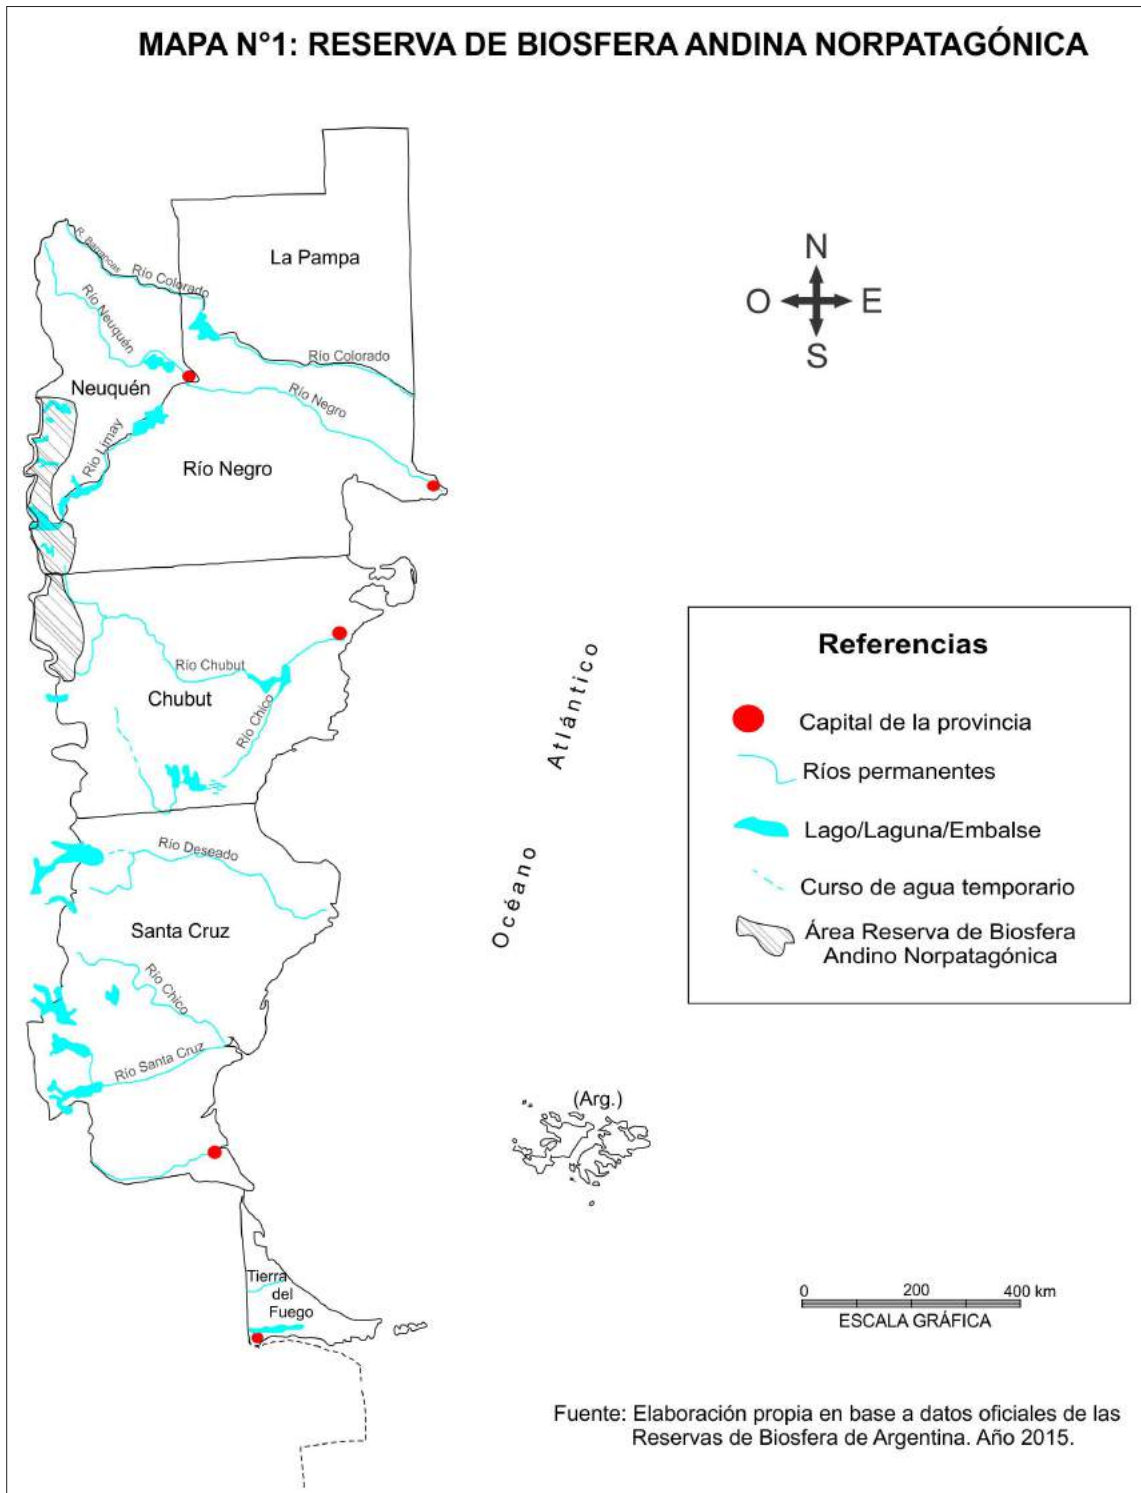 MAPA N°1: RESERVA DE BIOSFERA ANDINA NORPATAGÓNICA
La Pampa
N
O
E
S
R. Barrancas
Río Colorado
Río Neuquén
Río Colorado
Neuquén
Río Negro
Río Limay
Río Negro
Río Chubut
Chubut
Río Chico
Océano Atlántico
Referencias
Capital de la provincia
Ríos permanentes
Lago/Laguna/Embalse
Curso de agua temporario
Área Reserva de Biosfera
Andino Norpatagónica
Río Deseado
Santa Cruz
Río Chico
Río Santa Cruz
(Arg.)
Tierra
del
Fuego
0 200 400 km
ESCALA GRÁFICA
Fuente: Elaboración propia en base a datos oficiales de las
Reservas de Biosfera de Argentina. Año 2015.